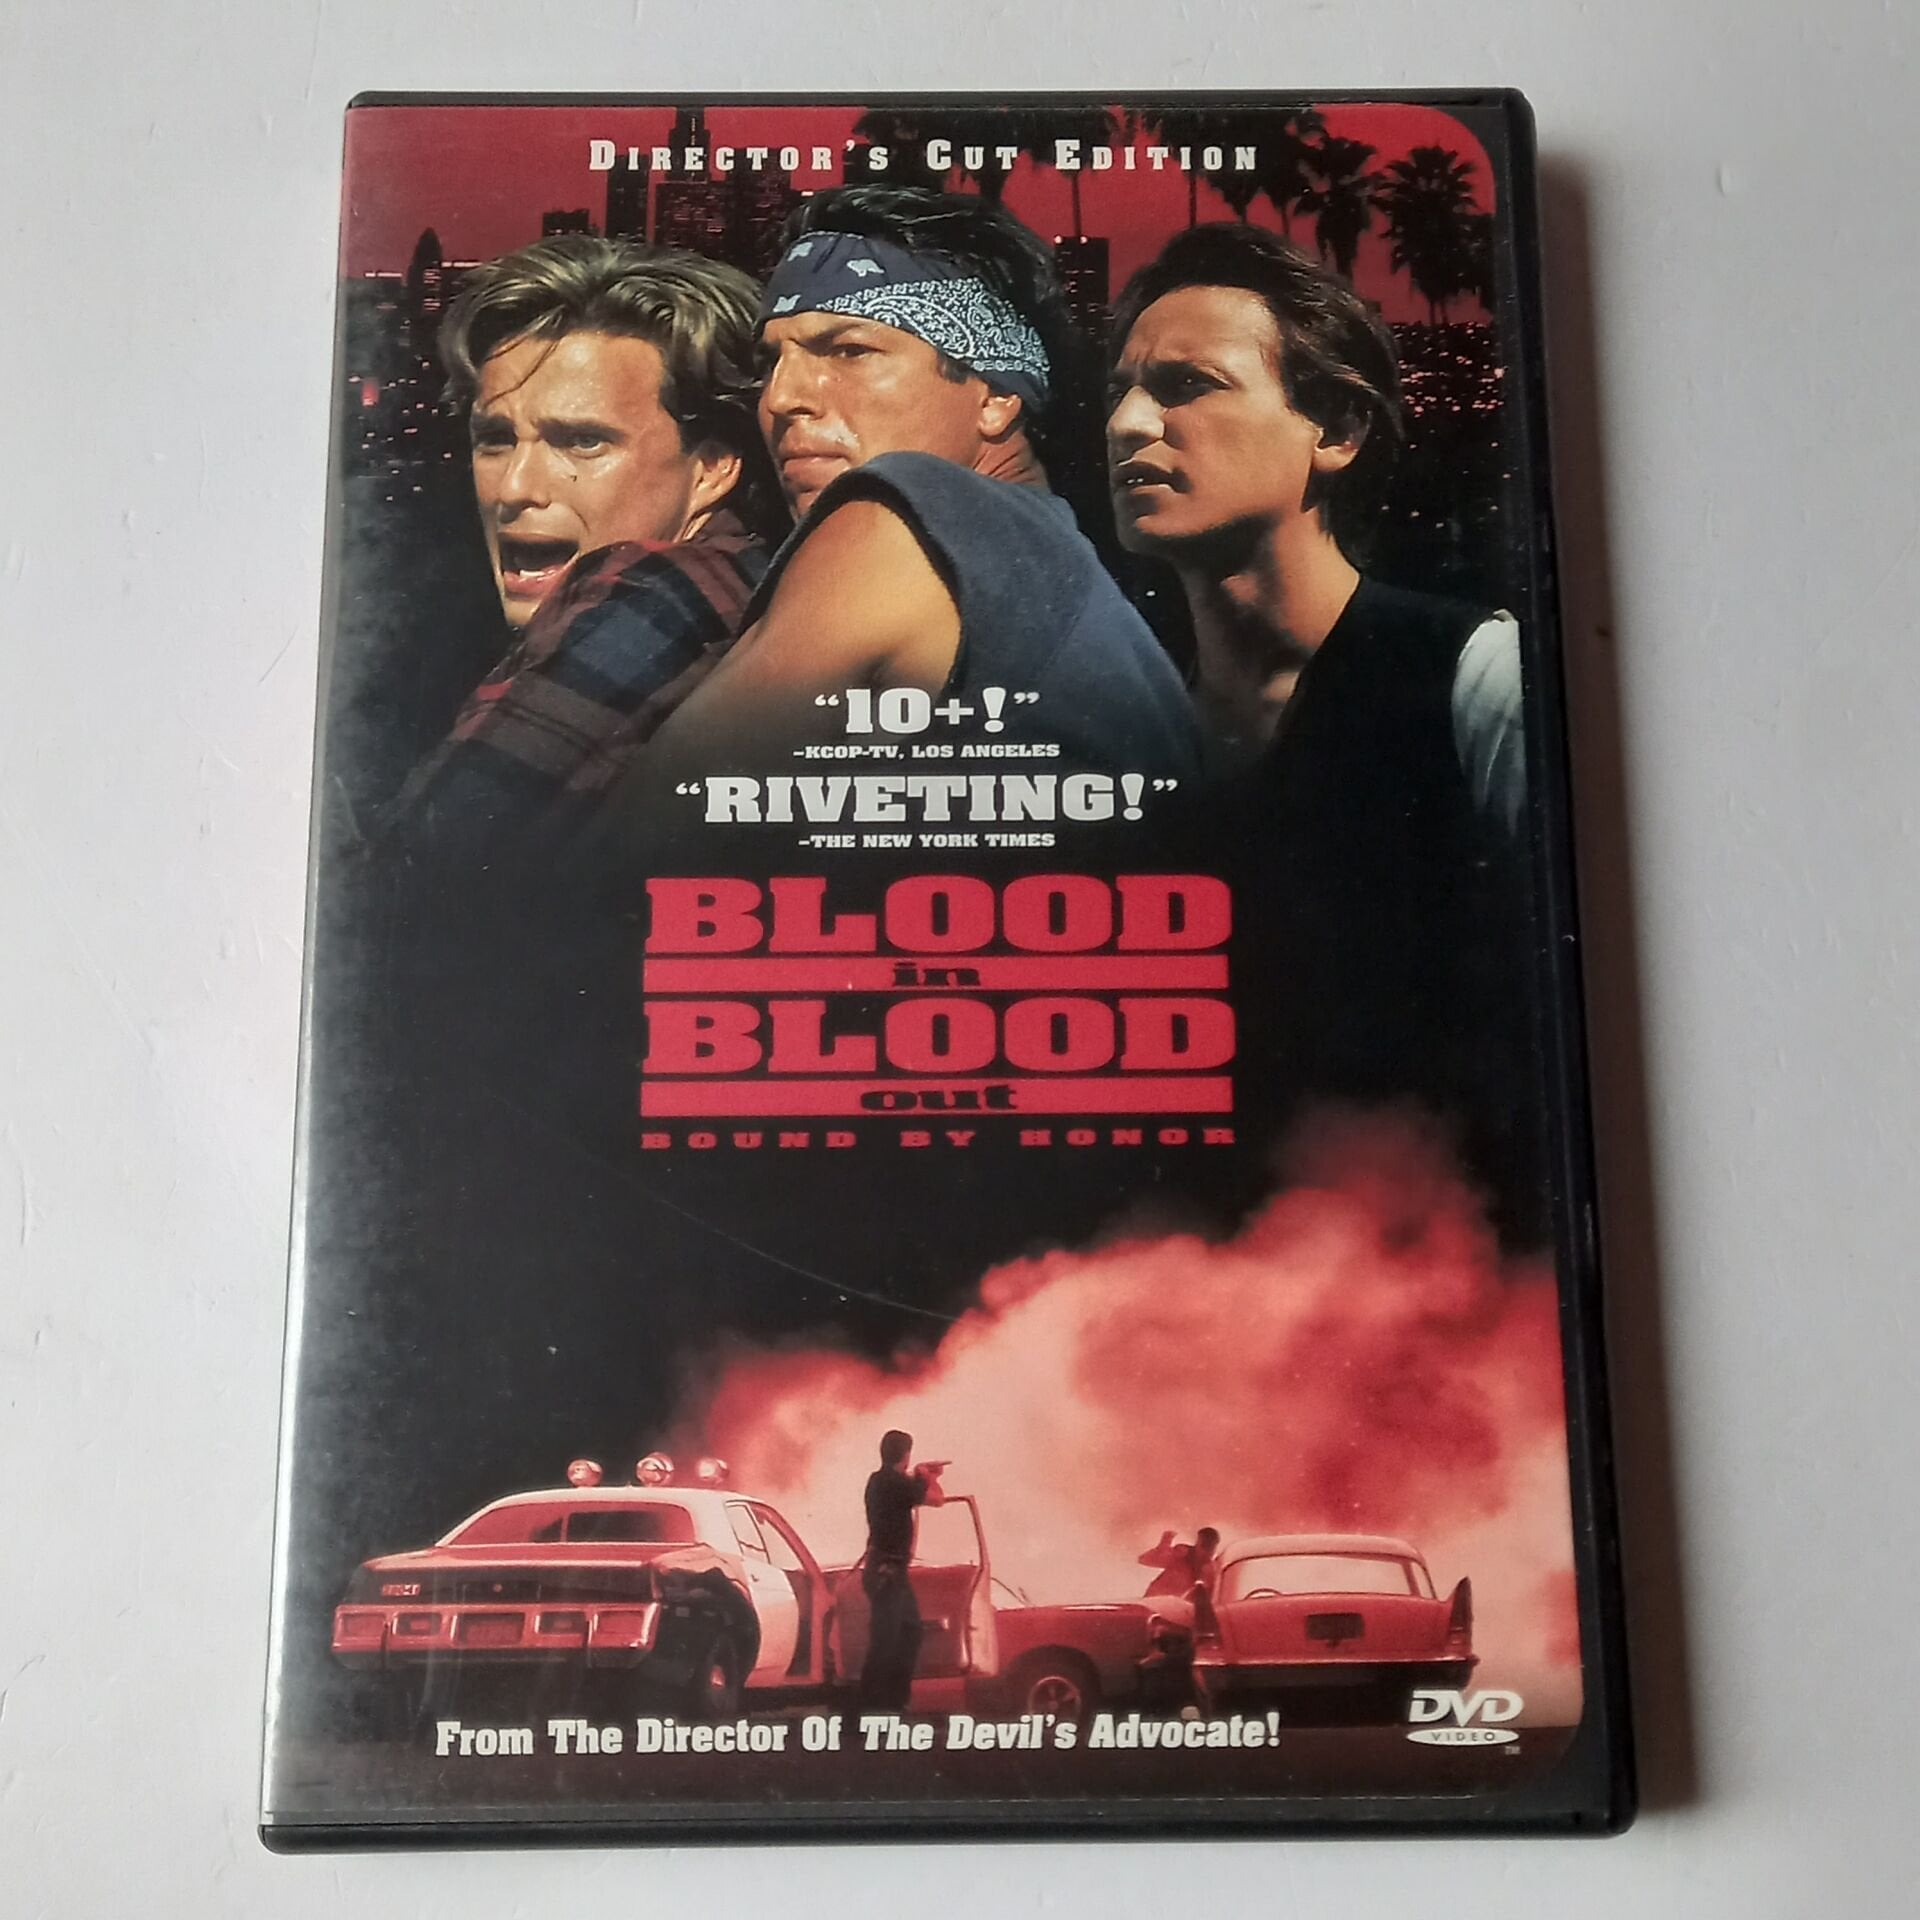 DIRECTOR'S CUT EDITION
"10+!"
-KCOP-TV, LOS ANGELES
"RIVETING!"
-THE NEW YORK TIMES
BLOOD
in
BLOOD
out
BOUND BY HONOR
From The Director Of The Devil's Advocate!
DVD
VIDEO
TM